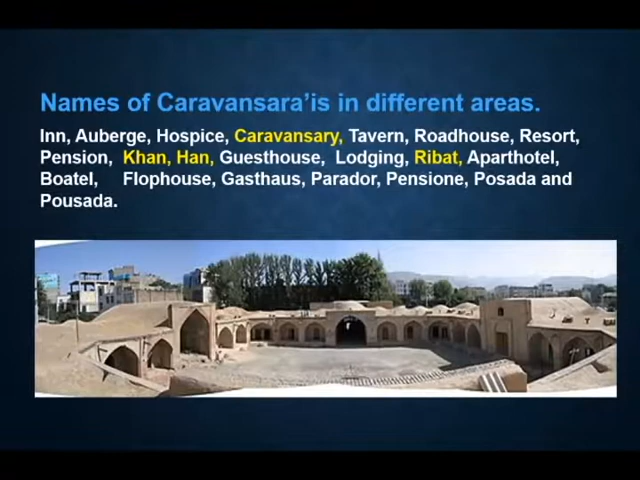 Names of Caravansara'is in different areas.
Inn, Auberge, Hospice, Caravansary, Tavern, Roadhouse, Resort,
Pension, Khan, Han, Guesthouse, Lodging, Ribat, Aparthotel,
Boatel, Flophouse, Gasthaus, Parador, Pensione, Posada and
Pousada.